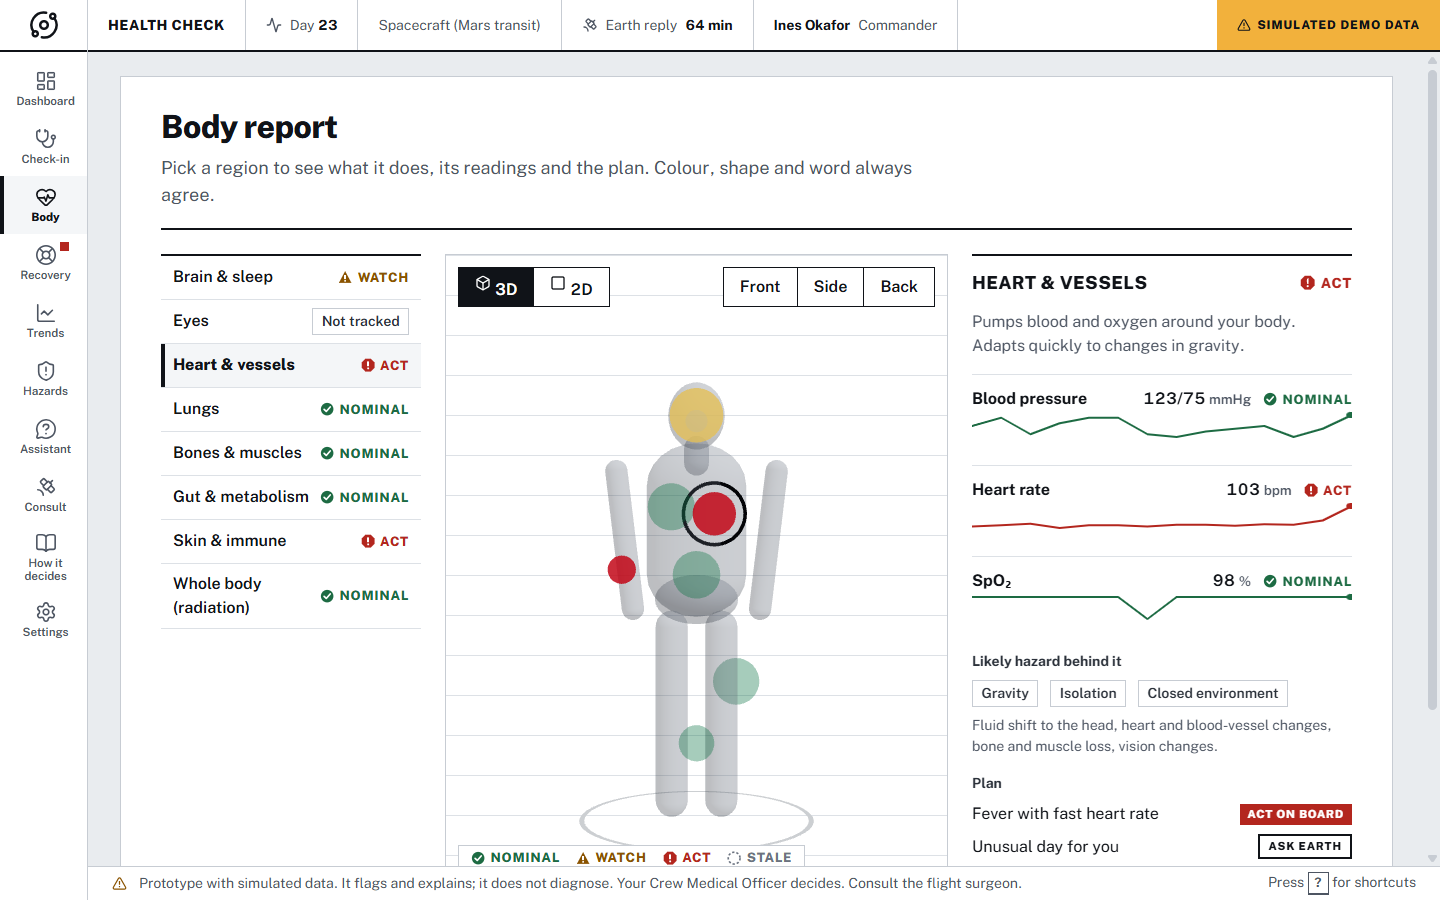 HEALTH CHECK
Day 23
Spacecraft (Mars transit)
Earth reply 64 min
Ines Okafor Commander
SIMULATED DEMO DATA
Dashboard
Check-in
Body
Recovery
Trends
Hazards
Assistant
Consult
How it
decides
Settings
Body report
Pick a region to see what it does, its readings and the plan. Colour, shape and word always
agree.
Brain & sleep WATCH
Eyes Not tracked
Heart & vessels ACT
Lungs NOMINAL
Bones & muscles NOMINAL
Gut & metabolism NOMINAL
Skin & immune ACT
Whole body
(radiation) NOMINAL
3D 2D Front Side Back
NOMINAL WATCH ACT STALE
HEART & VESSELS ACT
Pumps blood and oxygen around your body.
Adapts quickly to changes in gravity.
Blood pressure 123/75 mmHg NOMINAL
Heart rate 103 bpm ACT
SpO₂ 98 % NOMINAL
Likely hazard behind it
Gravity Isolation Closed environment
Fluid shift to the head, heart and blood-vessel changes,
bone and muscle loss, vision changes.
Plan
Fever with fast heart rate ACT ON BOARD
Unusual day for you ASK EARTH
Prototype with simulated data. It flags and explains; it does not diagnose. Your Crew Medical Officer decides. Consult the flight surgeon.
Press ? for shortcuts